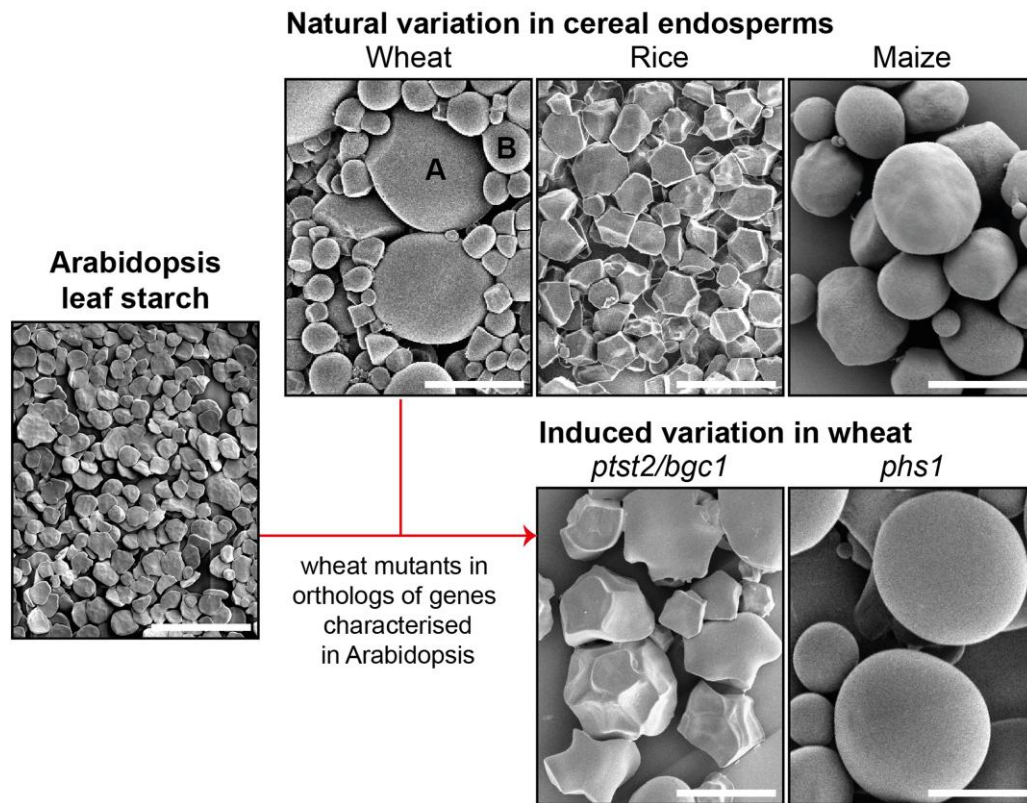 Natural variation in cereal endosperms
Wheat
Rice
Maize
A
B
Arabidopsis
leaf starch
Induced variation in wheat
ptst2/bgc1
phs1
wheat mutants in
orthologs of genes
characterised
in Arabidopsis